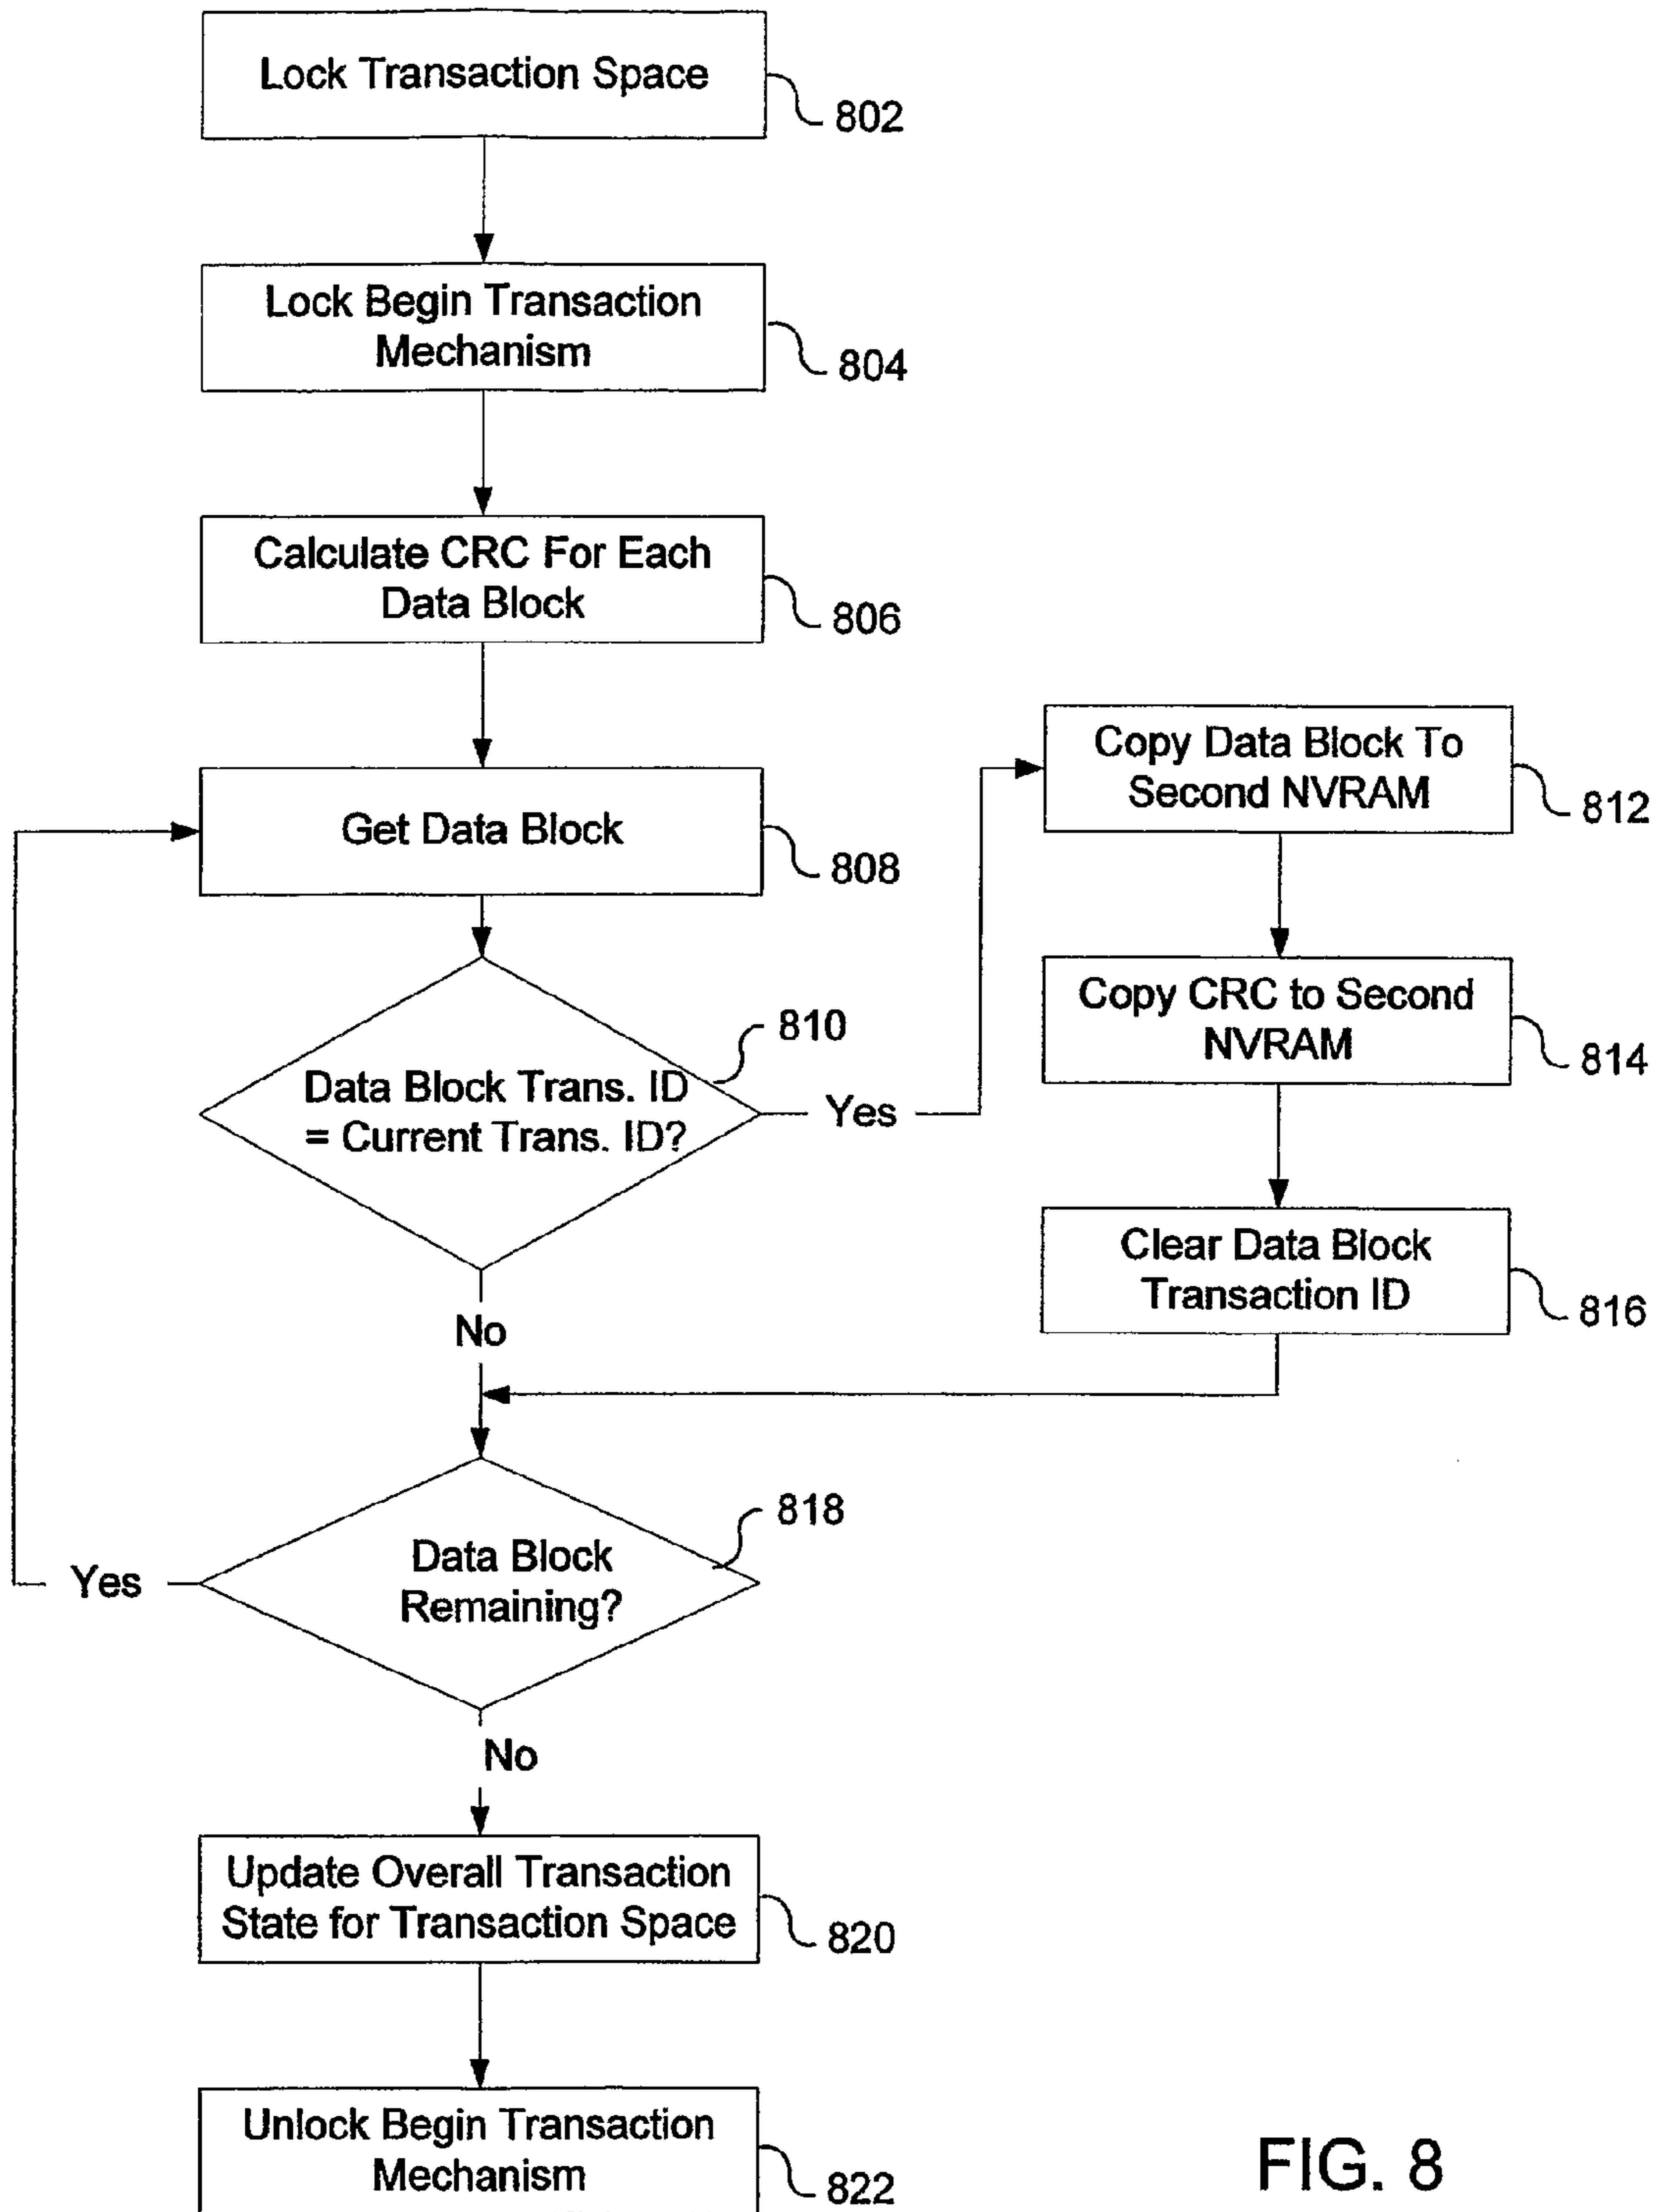 Lock Transaction Space
802
Lock Begin Transaction
Mechanism
804
Calculate CRC For Each
Data Block
806
Get Data Block
808
Copy Data Block To
Second NVRAM
812
810
Data Block Trans. ID
= Current Trans. ID?
Yes
Copy CRC to Second
NVRAM
814
Clear Data Block
Transaction ID
816
No
818
Data Block
Remaining?
Yes
No
Update Overall Transaction
State for Transaction Space
820
Unlock Begin Transaction
Mechanism
822
FIG. 8